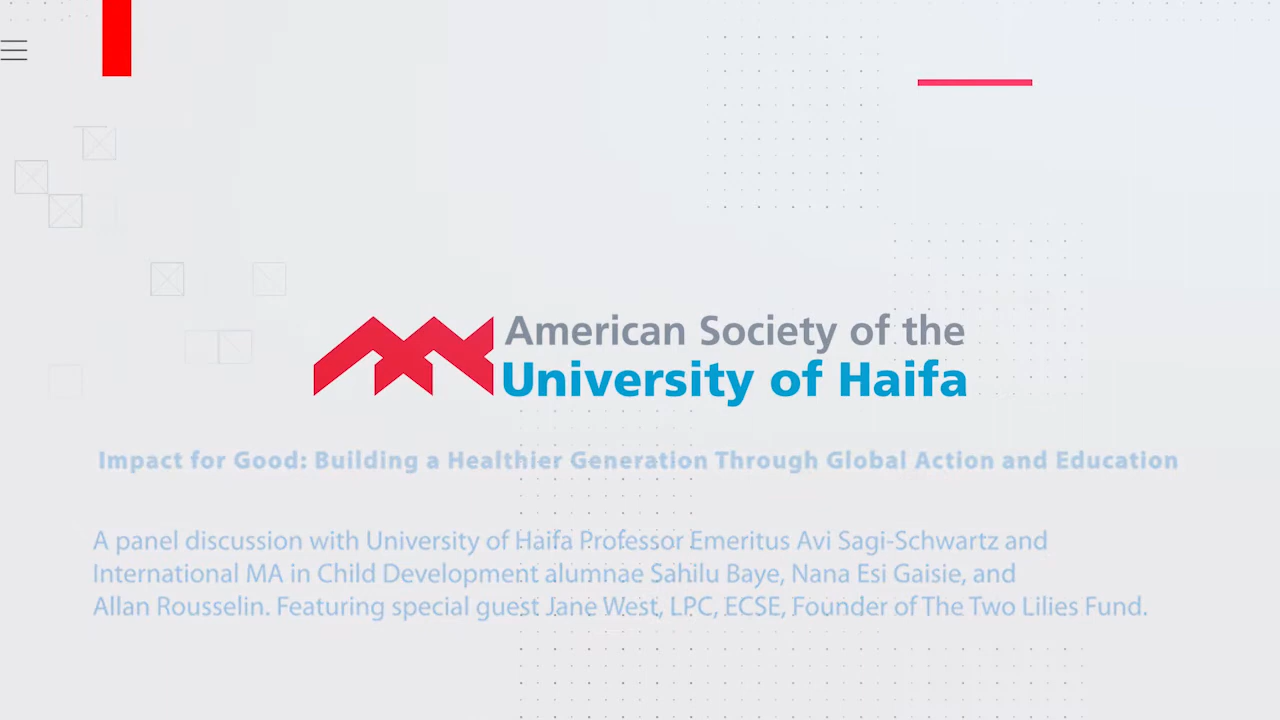 American Society of the
University of Haifa
Impact for Good: Building a Healthier Generation Through Global Action and Education
A panel discussion with University of Haifa Professor Emeritus Avi Sagi-Schwartz and
International MA in Child Development alumnae Sahilu Baye, Nana Esi Gaisie, and
Allan Rousselin. Featuring special guest Jane West, LPC, ECSE, Founder of The Two Lilies Fund.